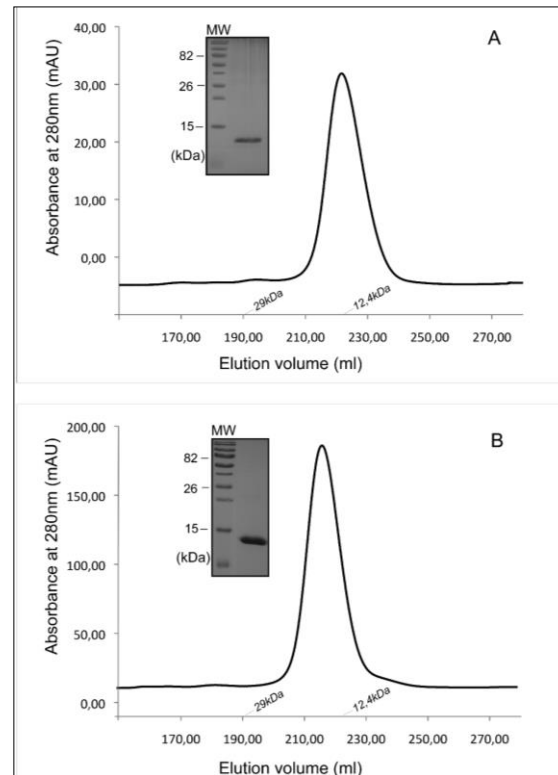 MW
A
40,00
82
30,00
26
20,00
15
(kDa)
10,00
0,00
Absorbance at 280nm (mAU)
29kDa
12,4kDa
170,00 190,00 210,00 230,00 250,00 270,00
Elution volume (ml)
MW
B
200,00
82
150,00
26
15
100,00
(kDa)
50,00
0,00
Absorbance at 280nm (mAU)
29kDa
12,4kDa
170,00 190,00 210,00 230,00 250,00 270,00
Elution volume (ml)